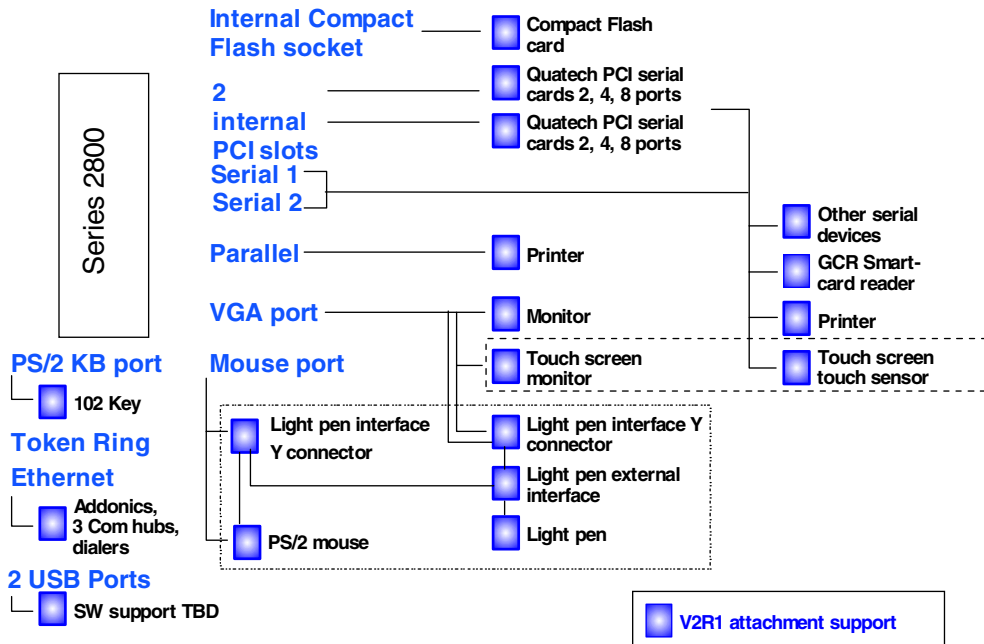 Internal Compact
Flash socket
Compact Flash
card
2
internal
PCI slots
Quatech PCI serial
cards 2, 4, 8 ports
Quatech PCI serial
cards 2, 4, 8 ports
Series 2800
Serial 1
Serial 2
Other serial
devices
GCR Smart-
card reader
Printer
Touch screen
touch sensor
Parallel
Printer
VGA port
Monitor
Touch screen
monitor
Light pen interface Y
connector
Light pen external
interface
Light pen
Mouse port
Light pen interface
Y connector
PS/2 mouse
PS/2 KB port
102 Key
Token Ring
Ethernet
Addonics,
3 Com hubs,
dialers
2 USB Ports
SW support TBD
V2R1 attachment support